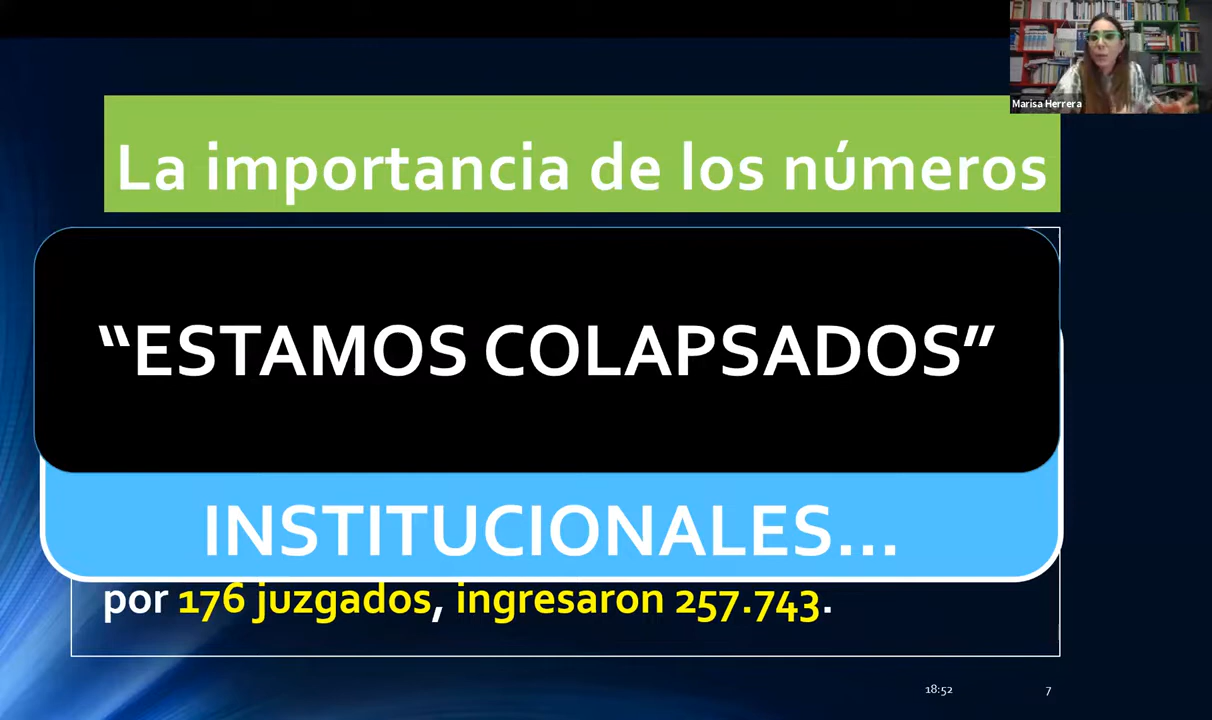 Marisa Herrera
La importancia de los números
“ESTAMOS COLAPSADOS”
INSTITUCIONALES...
por 176 juzgados, ingresaron 257.743.
18:52
7